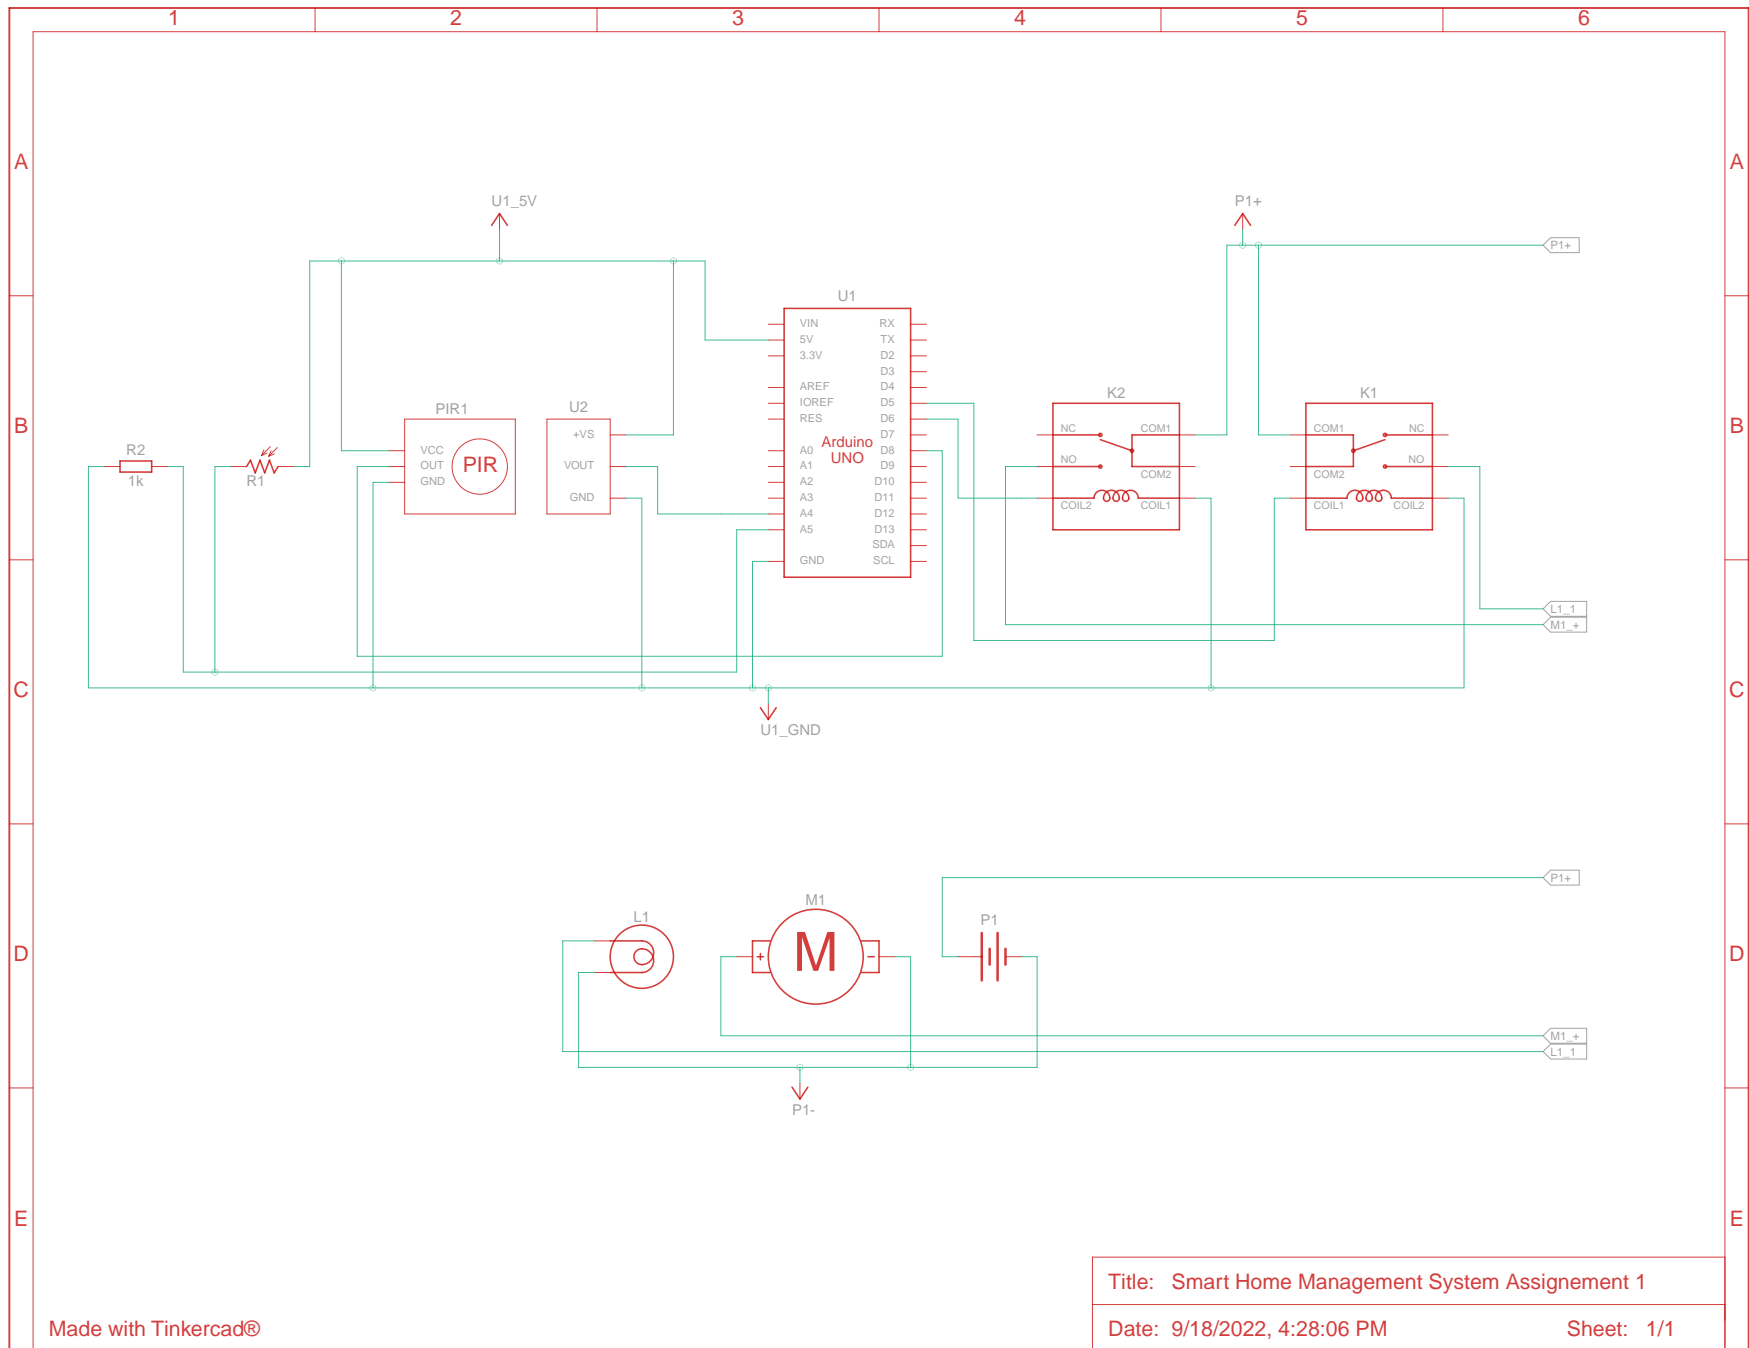 1 2 3 4 5 6
A A
U1_5V P1+
P1+
U1
VIN RX
5V TX
3.3V D2
D3
AREF D4
IOREF D5
RES D6
D7
A0 D8
A1 D9
A2 D10
A3 D11
A4 D12
A5 D13
SDA
GND SCL
Arduino
UNO
B B
R2
1k
R1
PIR1
VCC
OUT
GND
PIR
U2
+VS
VOUT
GND
K2
NC COM1
NO COM2
COIL2 COIL1
K1
COM1 NC
COM2 NO
COIL1 COIL2
L1_1
M1_+
C C
U1_GND
P1+
D D
L1
M1
+ M -
P1
M1_+
L1_1
P1-
E E
Title: Smart Home Management System Assignement 1
Made with Tinkercad®
Date: 9/18/2022, 4:28:06 PM Sheet: 1/1